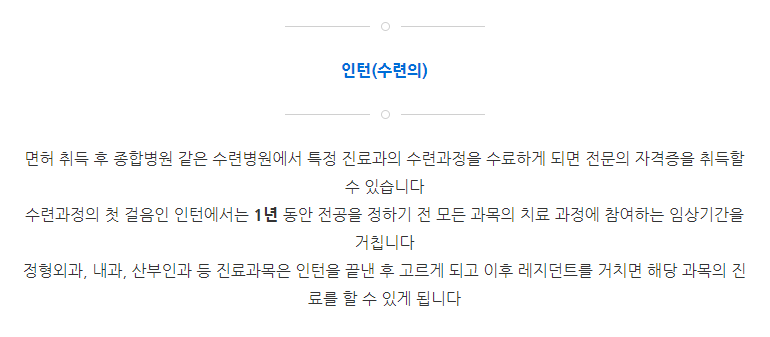 인턴(수련의)
면허 취득 후 종합병원 같은 수련병원에서 특정 진료과의 수련과정을 수료하게 되면 전문의 자격증을 취득할
수 있습니다
수련과정의 첫 걸음인 인턴에서는 1년 동안 전공을 정하기 전 모든 과목의 치료 과정에 참여하는 임상기간을
거칩니다
정형외과, 내과, 산부인과 등 진료과목은 인턴을 끝낸 후 고르게 되고 이후 레지던트를 거치면 해당 과목의 진
료를 할 수 있게 됩니다